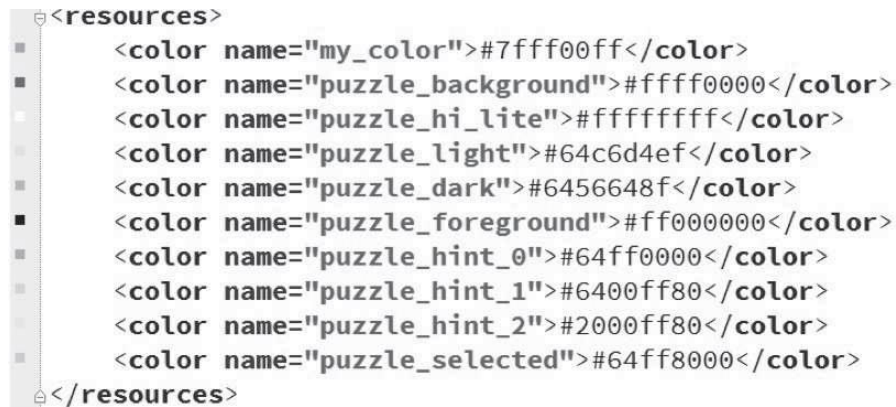 <resources>
<color name="my_color">#7fff00ff</color>
<color name="puzzle_background">#ffff0000</color>
<color name="puzzle_hi_lite">#ffffffff</color>
<color name="puzzle_light">#64c6d4ef</color>
<color name="puzzle_dark">#6456648f</color>
<color name="puzzle_foreground">#ff000000</color>
<color name="puzzle_hint_0">#64ff0000</color>
<color name="puzzle_hint_1">#6400ff80</color>
<color name="puzzle_hint_2">#2000ff80</color>
<color name="puzzle_selected">#64ff8000</color>
</resources>